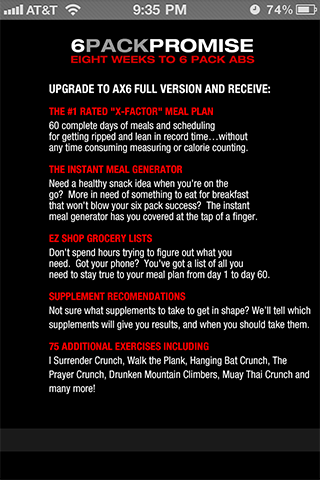 AT&T 9:35 PM 74%
6PACKPROMISE
EIGHT WEEKS TO 6 PACK ABS
UPGRADE TO AX6 FULL VERSION AND RECEIVE:
THE #1 RATED "X-FACTOR" MEAL PLAN
60 complete days of meals and scheduling
for getting ripped and lean in record time…without
any time consuming measuring or calorie counting.
THE INSTANT MEAL GENERATOR
Need a healthy snack idea when you're on the
go? More in need of something to eat for breakfast
that won't blow your six pack success? The instant
meal generator has you covered at the tap of a finger.
EZ SHOP GROCERY LISTS
Don't spend hours trying to figure out what you
need. Got your phone? You've got a list of all you
need to stay true to your meal plan from day 1 to day 60.
SUPPLEMENT RECOMENDATIONS
Not sure what supplements to take to get in shape? We'll tell which
supplements will give you results, and when you should take them.
75 ADDITIONAL EXERCISES INCLUDING
I Surrender Crunch, Walk the Plank, Hanging Bat Crunch, The
Prayer Crunch, Drunken Mountain Climbers, Muay Thai Crunch and
many more!